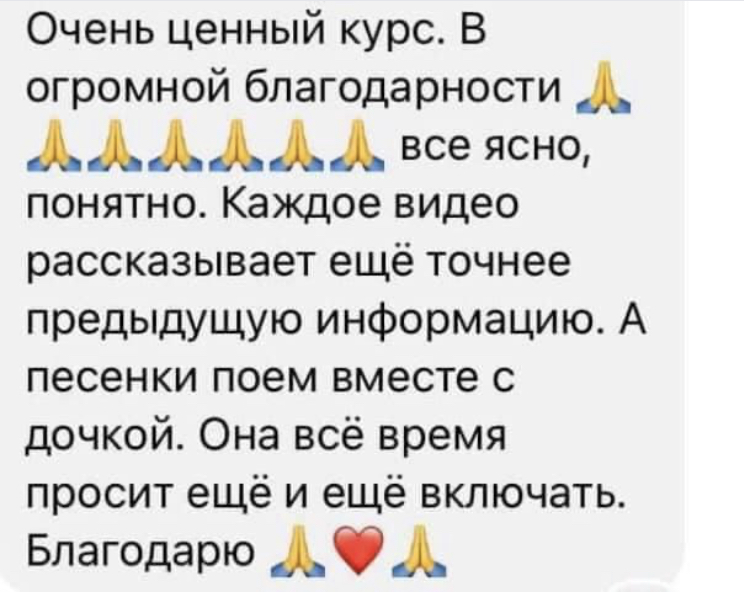 Очень ценный курс. В
огромной благодарности 🙏
🙏🙏🙏🙏🙏🙏 все ясно,
понятно. Каждое видео
рассказывает ещё точнее
предыдущую информацию. А
песенки поем вместе с
дочкой. Она всё время
просит ещё и ещё включать.
Благодарю 🙏❤️🙏